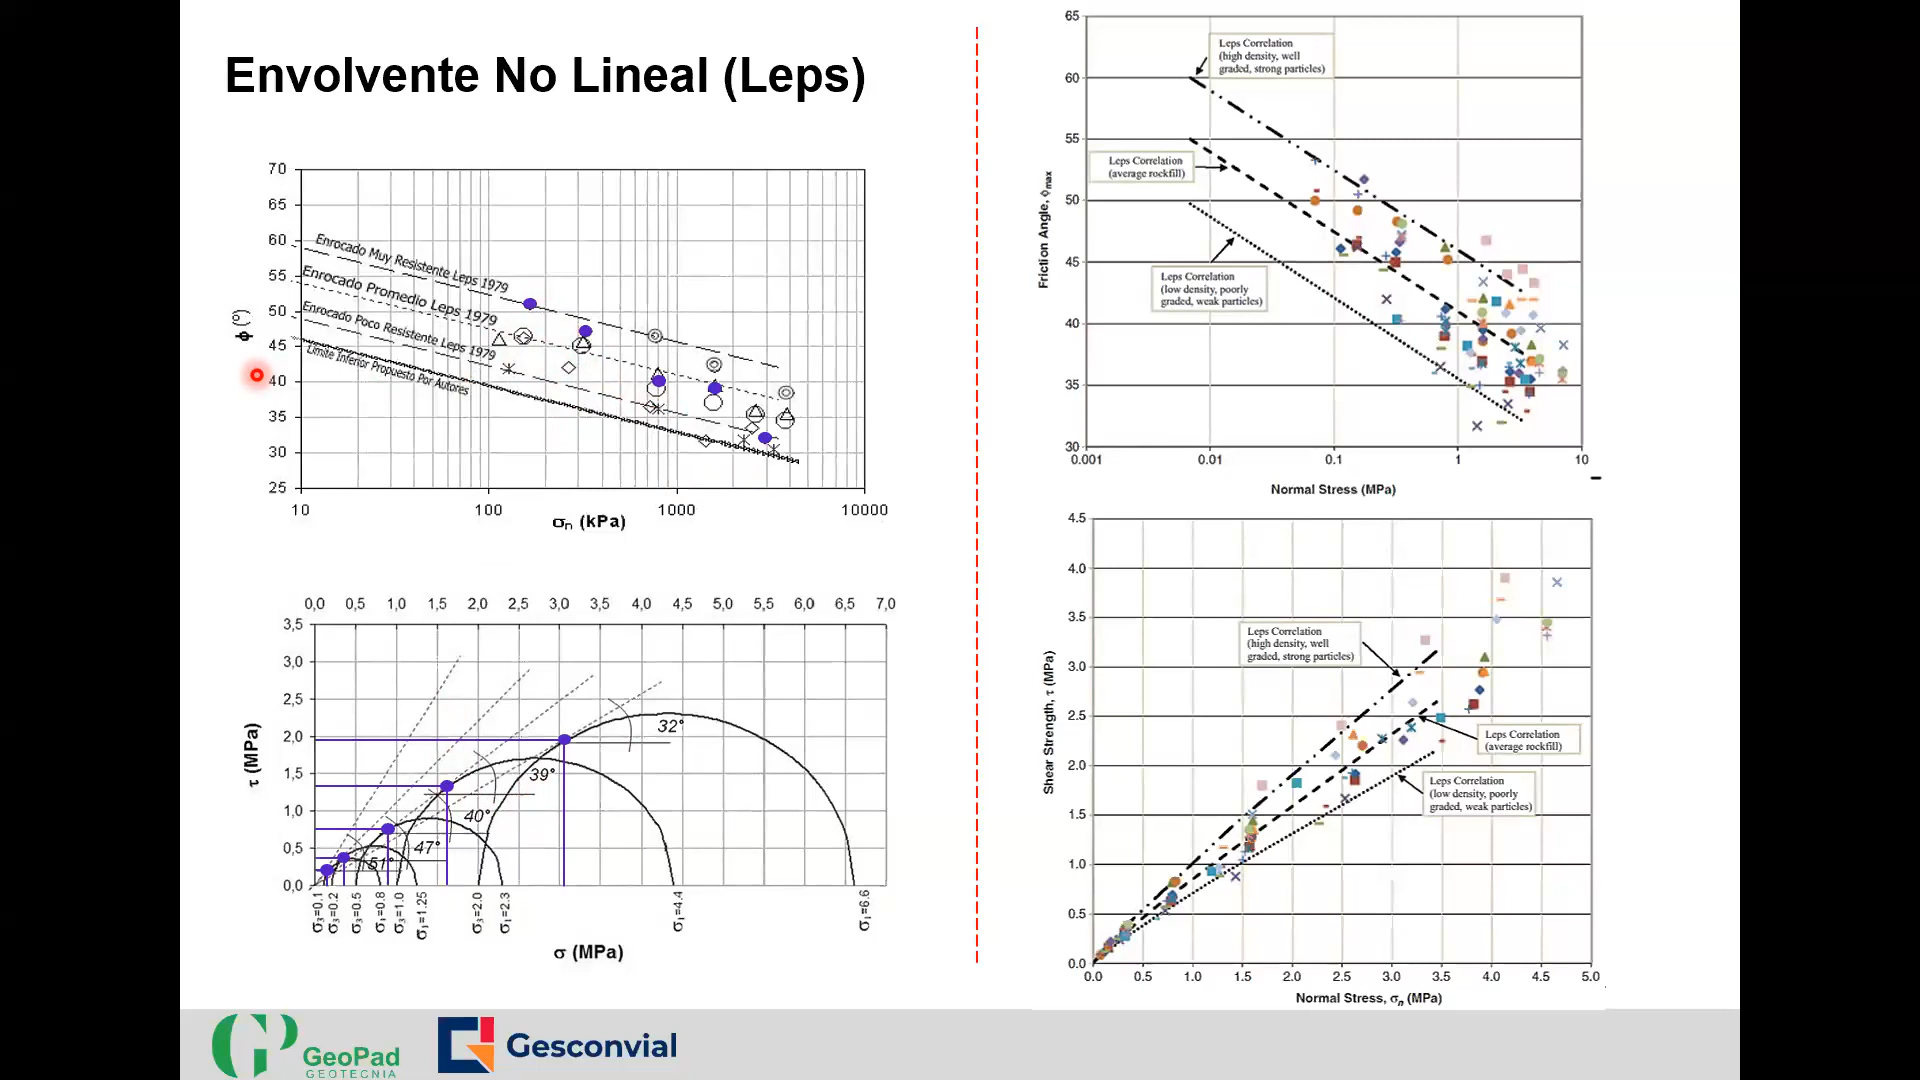 Envolvente No Lineal (Leps)
70
65
60
55
50
45
40
35
30
25
ϕ (°)
Enrocado Muy Resistente Leps 1979
Enrocado Promedio Leps 1979
Enrocado Poco Resistente Leps 1979
Limite Inferior Propuesto Por Autores
10 100 1000 10000
σn (kPa)
0,0 0,5 1,0 1,5 2,0 2,5 3,0 3,5 4,0 4,5 5,0 5,5 6,0 6,5 7,0
3,5
3,0
2,5
2,0
1,5
1,0
0,5
0,0
τ (MPa)
51°
47°
40°
39°
32°
σ3=0.1
σ3=0.2
σ3=0.5
σ1=0.8
σ3=1.0
σ1=1.25
σ3=2.0
σ1=2.3
σ1=4.4
σ1=6.6
σ (MPa)
65
60
55
50
45
40
35
30
Friction Angle, ϕmax
Leps Correlation
(high density, well
graded, strong particles)
Leps Correlation
(average rockfill)
Leps Correlation
(low density, poorly
graded, weak particles)
0.001 0.01 0.1 1 10
Normal Stress (MPa)
4.5
4.0
3.5
3.0
2.5
2.0
1.5
1.0
0.5
0.0
Shear Strength, τ (MPa)
Leps Correlation
(high density, well
graded, strong particles)
Leps Correlation
(average rockfill)
Leps Correlation
(low density, poorly
graded, weak particles)
0.0 0.5 1.0 1.5 2.0 2.5 3.0 3.5 4.0 4.5 5.0
Normal Stress, σn (MPa)
GeoPad
GEOTECNIA
Gesconvial